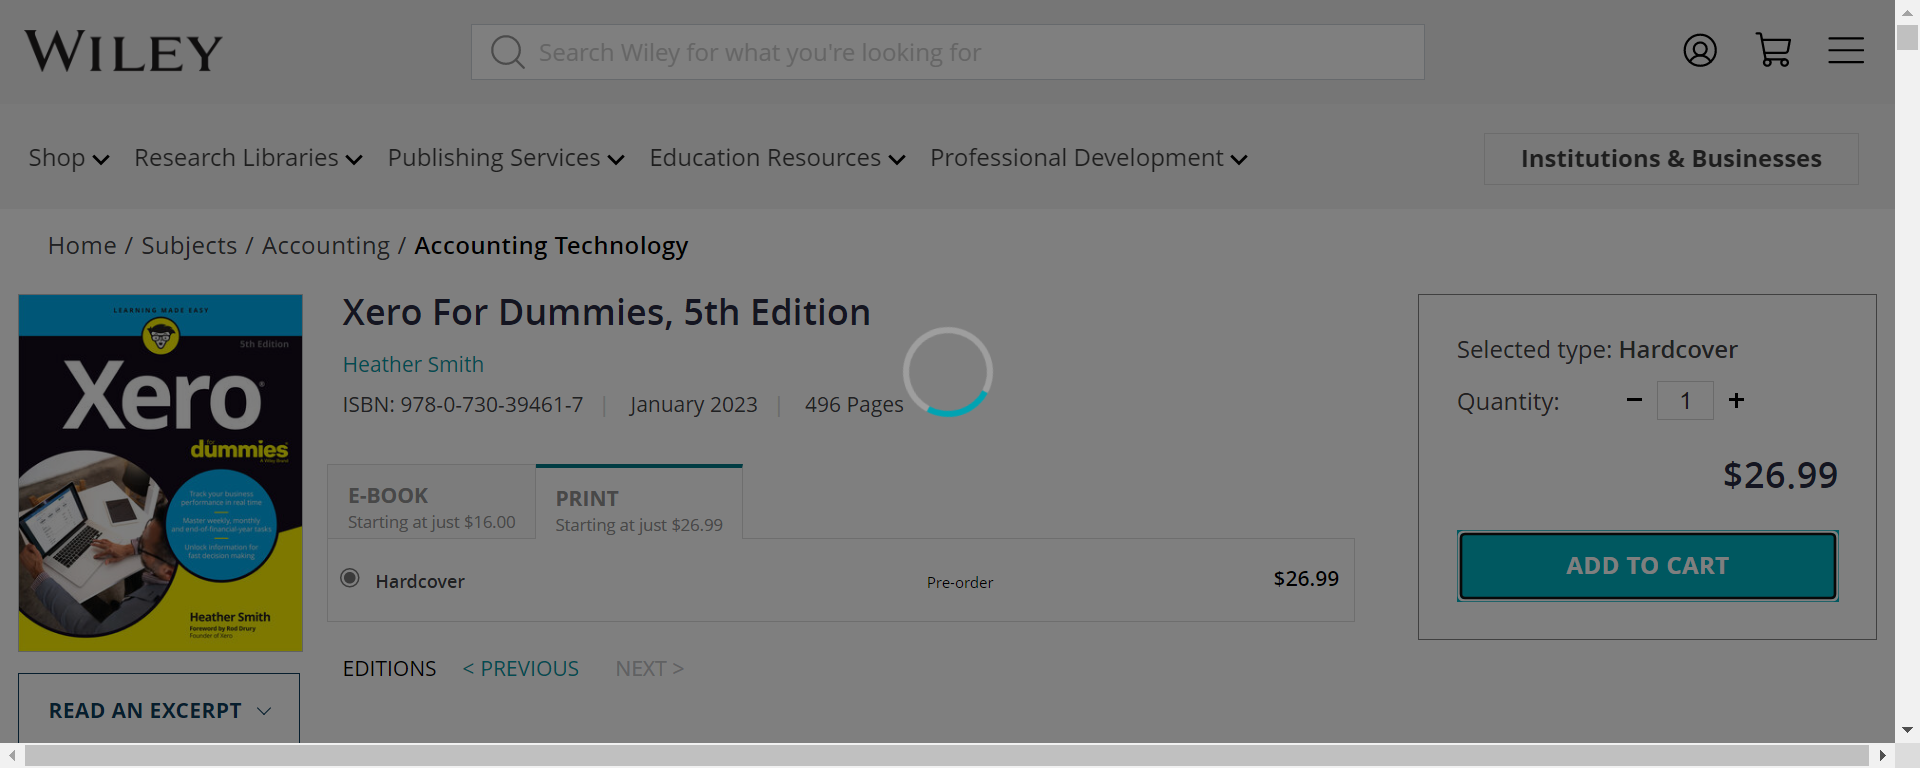 WILEY
Search Wiley for what you're looking for
Shop
Research Libraries
Publishing Services
Education Resources
Professional Development
Institutions & Businesses
Home / Subjects / Accounting / Accounting Technology
LEARNING MADE EASY
5th Edition
Xero
for
dummies
A Wiley Brand
Track your business
performance in real time
Master weekly, monthly
and end-of-financial-year tasks
Unlock information for
fast decision making
Heather Smith
Foreword by Rod Drury
Founder of Xero
READ AN EXCERPT
Xero For Dummies, 5th Edition
Heather Smith
ISBN: 978-0-730-39461-7
January 2023
496 Pages
E-BOOK
Starting at just $16.00
PRINT
Starting at just $26.99
Hardcover
Pre-order
$26.99
EDITIONS
< PREVIOUS
NEXT >
Selected type: Hardcover
Quantity:
− 1 +
$26.99
ADD TO CART